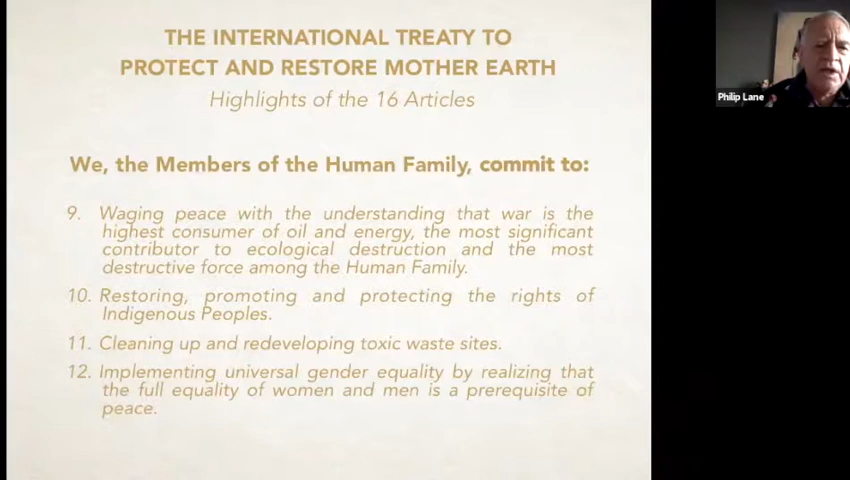 THE INTERNATIONAL TREATY TO
PROTECT AND RESTORE MOTHER EARTH
Highlights of the 16 Articles
We, the Members of the Human Family, commit to:
9. Waging peace with the understanding that war is the
highest consumer of oil and energy, the most significant
contributor to ecological destruction and the most
destructive force among the Human Family.
10. Restoring, promoting and protecting the rights of
Indigenous Peoples.
11. Cleaning up and redeveloping toxic waste sites.
12. Implementing universal gender equality by realizing that
the full equality of women and men is a prerequisite of
peace.
Philip Lane